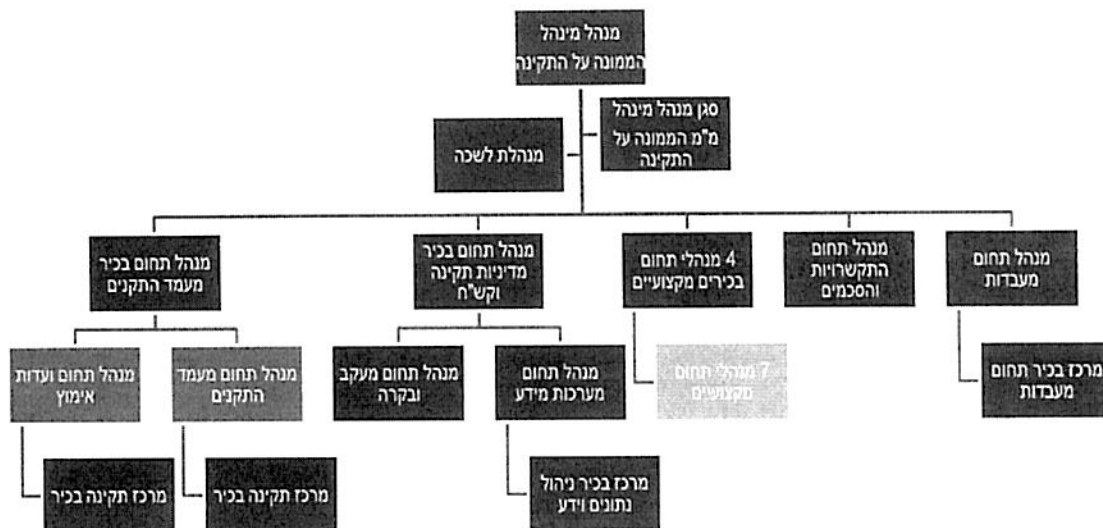 מנהל מינהל
הממונה על התקינה
סגן מנהל מינהל
מ"מ הממונה על
התקינה
מנהלת לשכה
מנהל תחום
מעבדות
מנהל תחום
התקשרויות
והסכמים
4 מנהלי תחום
בכירים מקצועיים
מנהל תחום בכיר
מדיניות תקינה
וקש"ח
מנהל תחום בכיר
מעמד התקנים
מרכז בכיר תחום
מעבדות
7 מנהלי תחום
מקצועיים
מנהל תחום
מערכות מידע
מנהל תחום מעקב
ובקרה
מנהל תחום מעמד
התקנים
מנהל תחום ועדות
אימוץ
מרכז בכיר ניהול
נתונים וידע
מרכז תקינה בכיר
מרכז תקינה בכיר